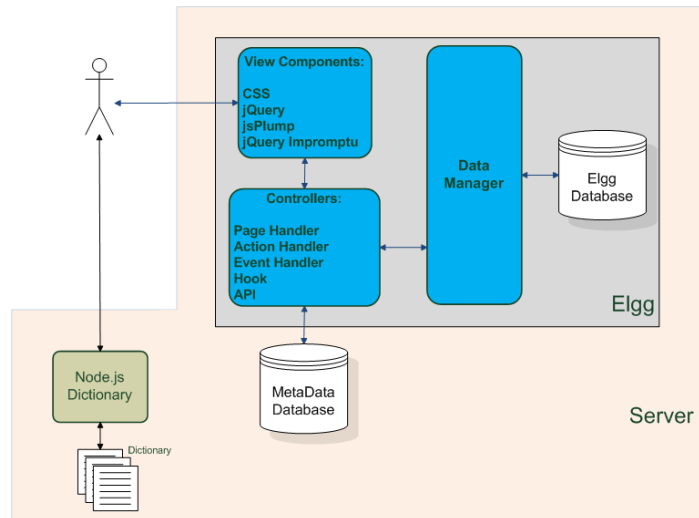 View Components:
CSS
jQuery
jsPlump
jQuery Impromptu
Data
Manager
Elgg
Database
Controllers:
Page Handler
Action Handler
Event Handler
Hook
API
Elgg
MetaData
Database
Node.js
Dictionary
Server
Dictionary